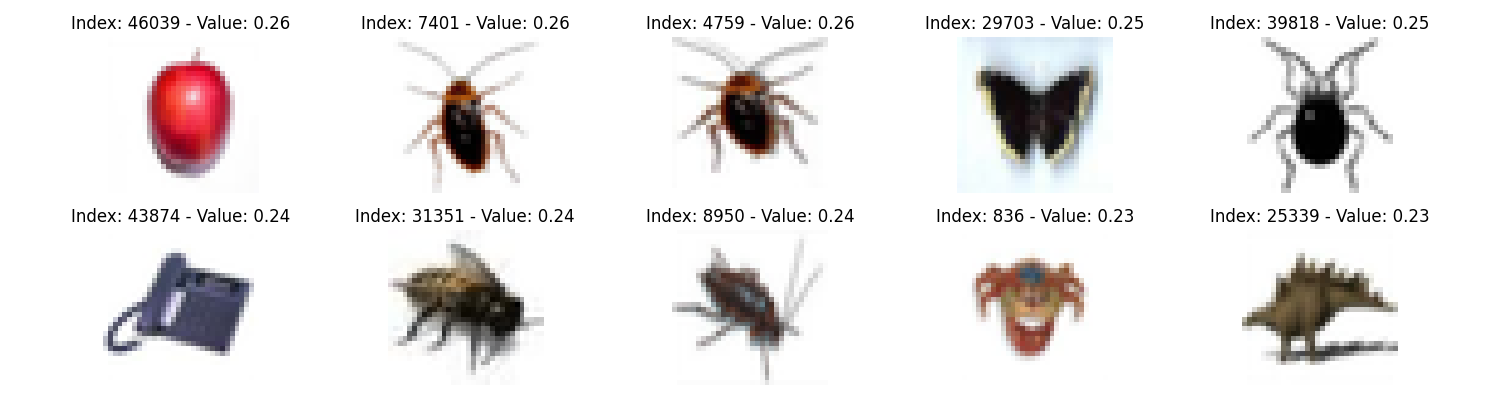 Index: 46039 - Value: 0.26
Index: 7401 - Value: 0.26
Index: 4759 - Value: 0.26
Index: 29703 - Value: 0.25
Index: 39818 - Value: 0.25
Index: 43874 - Value: 0.24
Index: 31351 - Value: 0.24
Index: 8950 - Value: 0.24
Index: 836 - Value: 0.23
Index: 25339 - Value: 0.23